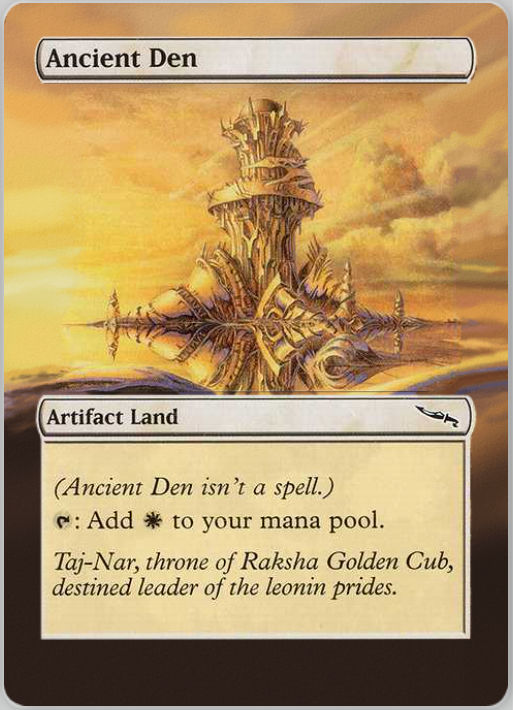 Ancient Den
Artifact Land
(Ancient Den isn't a spell.)
: Add to your mana pool.
Taj-Nar, throne of Raksha Golden Cub,
destined leader of the leonin prides.